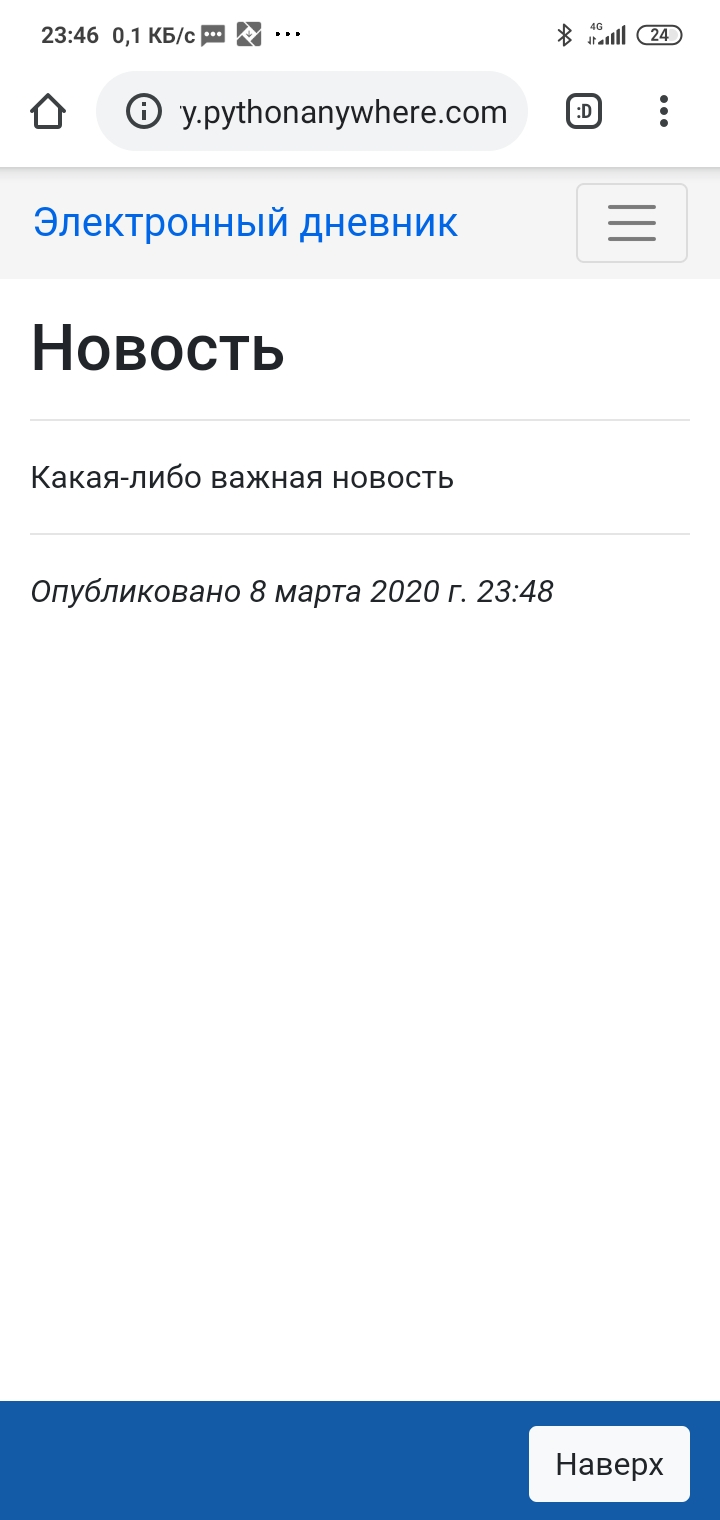 23:46 0,1 КБ/с ... 4G 24
y.pythonanywhere.com :D
Электронный дневник
Новость
Какая-либо важная новость
Опубликовано 8 марта 2020 г. 23:48
Наверх